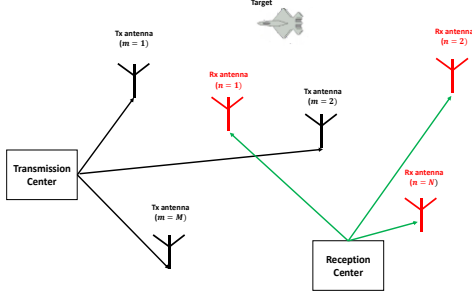 Target
Tx antenna
(m = 1)
Rx antenna
(n = 2)
Rx antenna
(n = 1)
Tx antenna
(m = 2)
Transmission
Center
Rx antenna
(n = N)
Tx antenna
(m = M)
Reception
Center